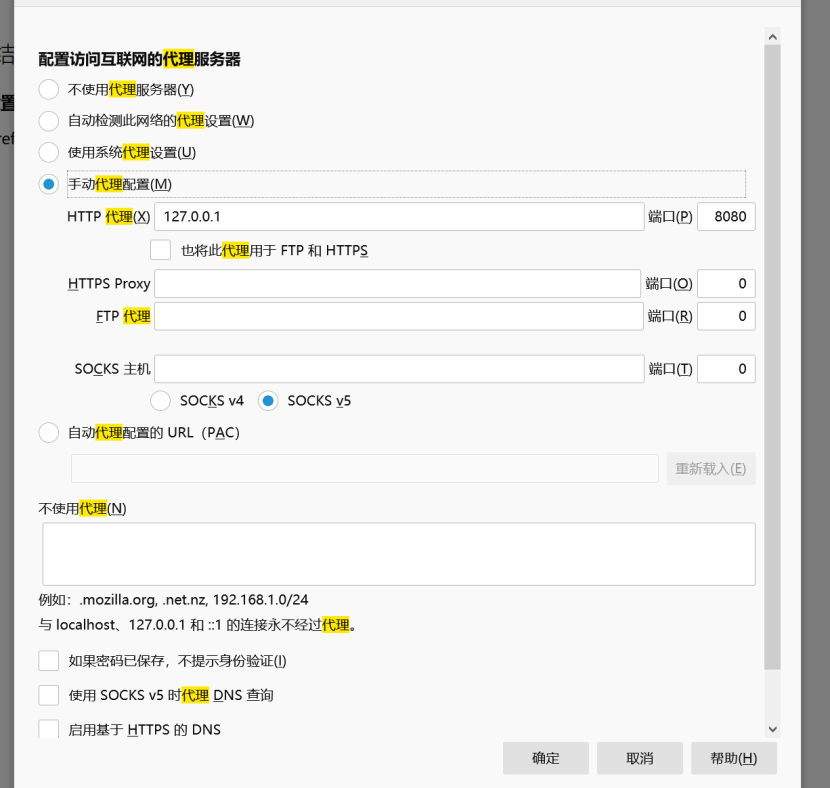 结
置
ref
配置访问互联网的代理服务器
不使用代理服务器(Y)
自动检测此网络的代理设置(W)
使用系统代理设置(U)
手动代理配置(M)
HTTP 代理(X) 127.0.0.1 端口(P) 8080
也将此代理用于 FTP 和 HTTPS
HTTPS Proxy 端口(O) 0
FTP 代理 端口(R) 0
SOCKS 主机 端口(T) 0
SOCKS v4 SOCKS v5
自动代理配置的 URL（PAC）
重新载入(E)
不使用代理(N)
例如：.mozilla.org, .net.nz, 192.168.1.0/24
与 localhost、127.0.0.1 和 ::1 的连接永不经过代理。
如果密码已保存，不提示身份验证(I)
使用 SOCKS v5 时代理 DNS 查询
启用基于 HTTPS 的 DNS
确定 取消 帮助(H)